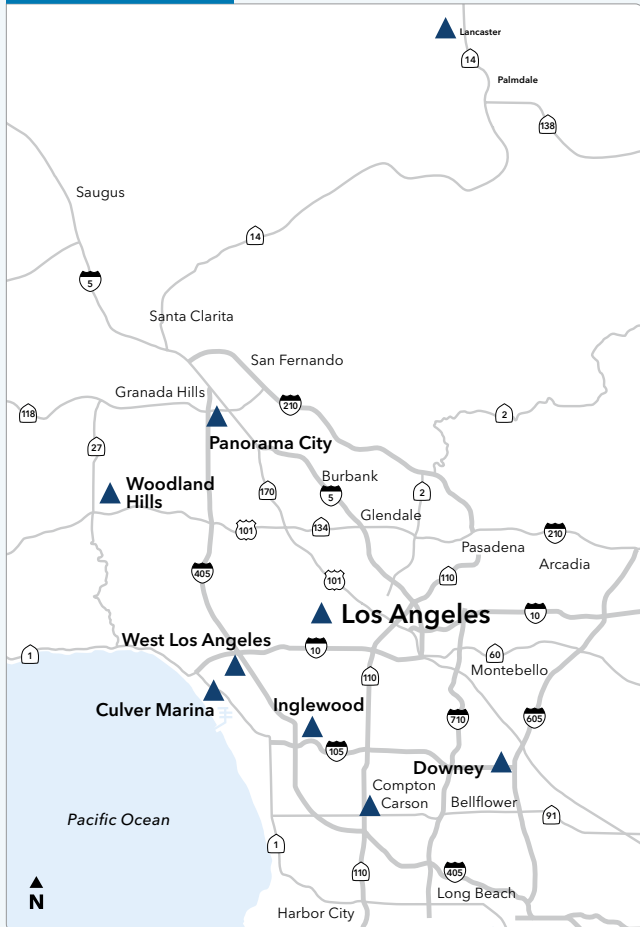 Lancaster
14
Palmdale
138
Saugus
14
5
Santa Clarita
San Fernando
Granada Hills
210
118
2
Panorama City
27
Burbank
Woodland
Hills
170
5
2
Glendale
101
134
210
Pasadena
Arcadia
405
101
110
Los Angeles
10
West Los Angeles
1
10
60
Montebello
110
Culver Marina
Inglewood
710
605
105
Downey
Compton
Carson
Bellflower
91
Pacific Ocean
1
110
405
Long Beach
N
Harbor City